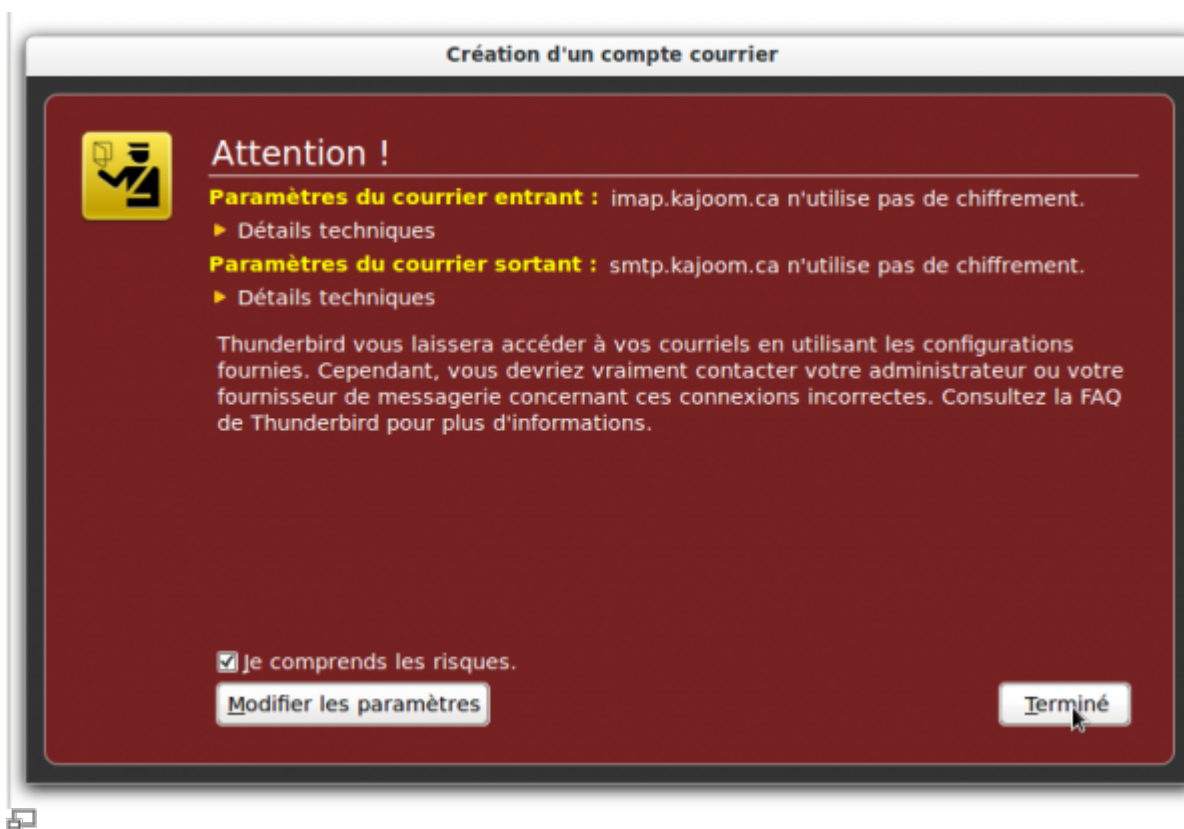 Création d'un compte courrier
Attention !
Paramètres du courrier entrant : imap.kajoom.ca n'utilise pas de chiffrement.
Détails techniques
Paramètres du courrier sortant : smtp.kajoom.ca n'utilise pas de chiffrement.
Détails techniques
Thunderbird vous laissera accéder à vos courriels en utilisant les configurations
fournies. Cependant, vous devriez vraiment contacter votre administrateur ou votre
fournisseur de messagerie concernant ces connexions incorrectes. Consultez la FAQ
de Thunderbird pour plus d'informations.
Je comprends les risques.
Modifier les paramètres
Terminé